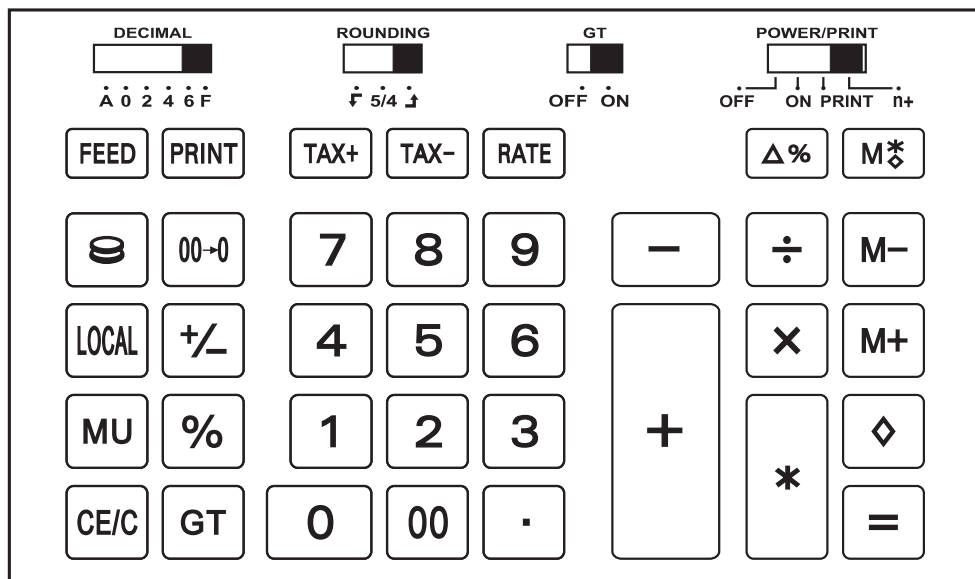 DECIMAL ROUNDING GT POWER/PRINT
A 0 2 4 6 F 5/4 OFF ON OFF ON PRINT n+
FEED PRINT TAX+ TAX- RATE Δ% M*◇
00→0 7 8 9 - ÷ M-
LOCAL +/- 4 5 6 × M+
MU % 1 2 3 + * ◇
CE/C GT 0 00 . =